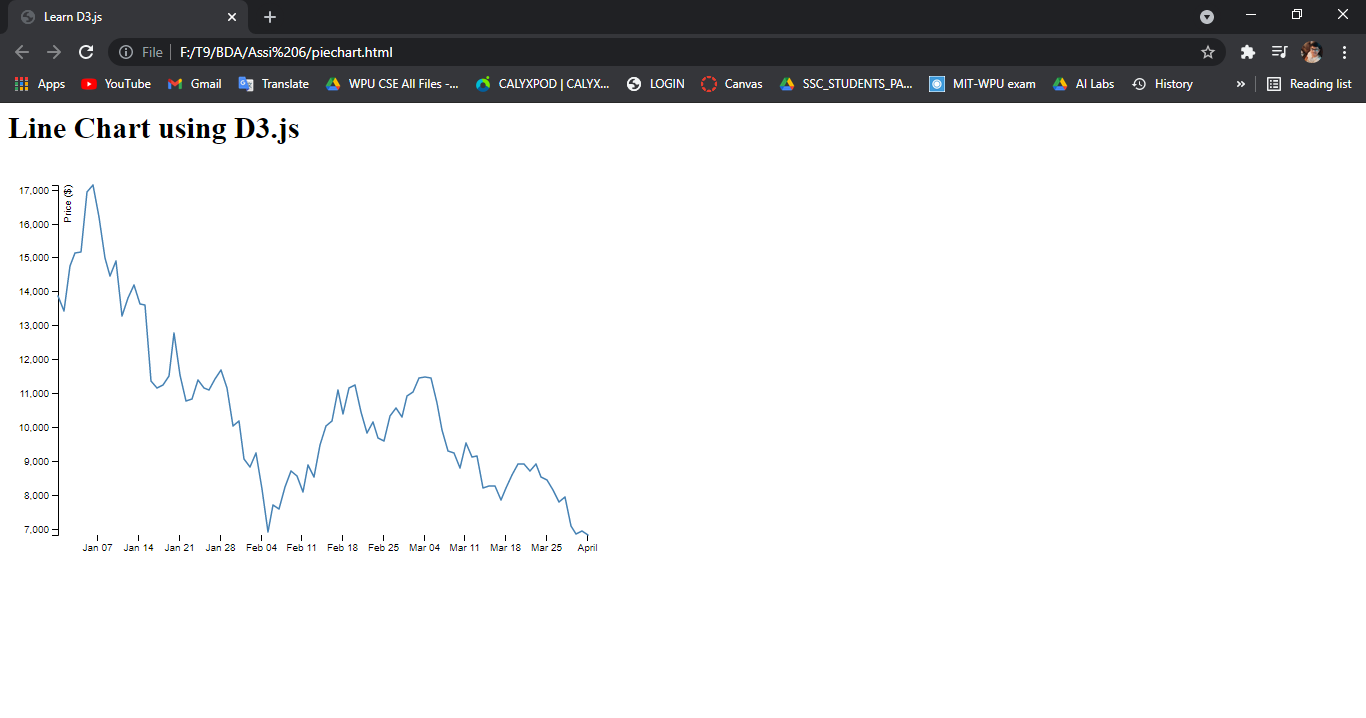 Learn D3.js
File F:/T9/BDA/Assi%206/piechart.html
Apps YouTube Gmail Translate WPU CSE All Files -... CALYXPOD | CALYX... LOGIN Canvas SSC_STUDENTS_PA... MIT-WPU exam AI Labs History » Reading list
Line Chart using D3.js
Price ($)
17,000
16,000
15,000
14,000
13,000
12,000
11,000
10,000
9,000
8,000
7,000
Jan 07 Jan 14 Jan 21 Jan 28 Feb 04 Feb 11 Feb 18 Feb 25 Mar 04 Mar 11 Mar 18 Mar 25 April